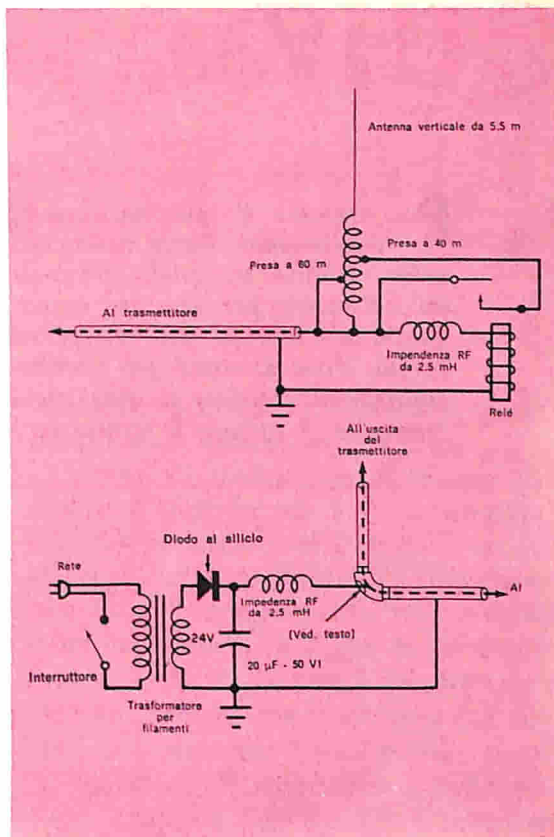 Antenna verticale da 5.5 m
Presa a 40 m
Presa a 80 m
Al trasmettitore
Impendenza RF
da 2.5 mH
Relé
All'uscita
del
trasmettitore
Diodo al silicio
Rete
Impedenza RF
da 2.5 mH
Al
(Ved. testo)
24V
20 µF - 50 Vl
Interruttore
Trasformatore
per
filamenti